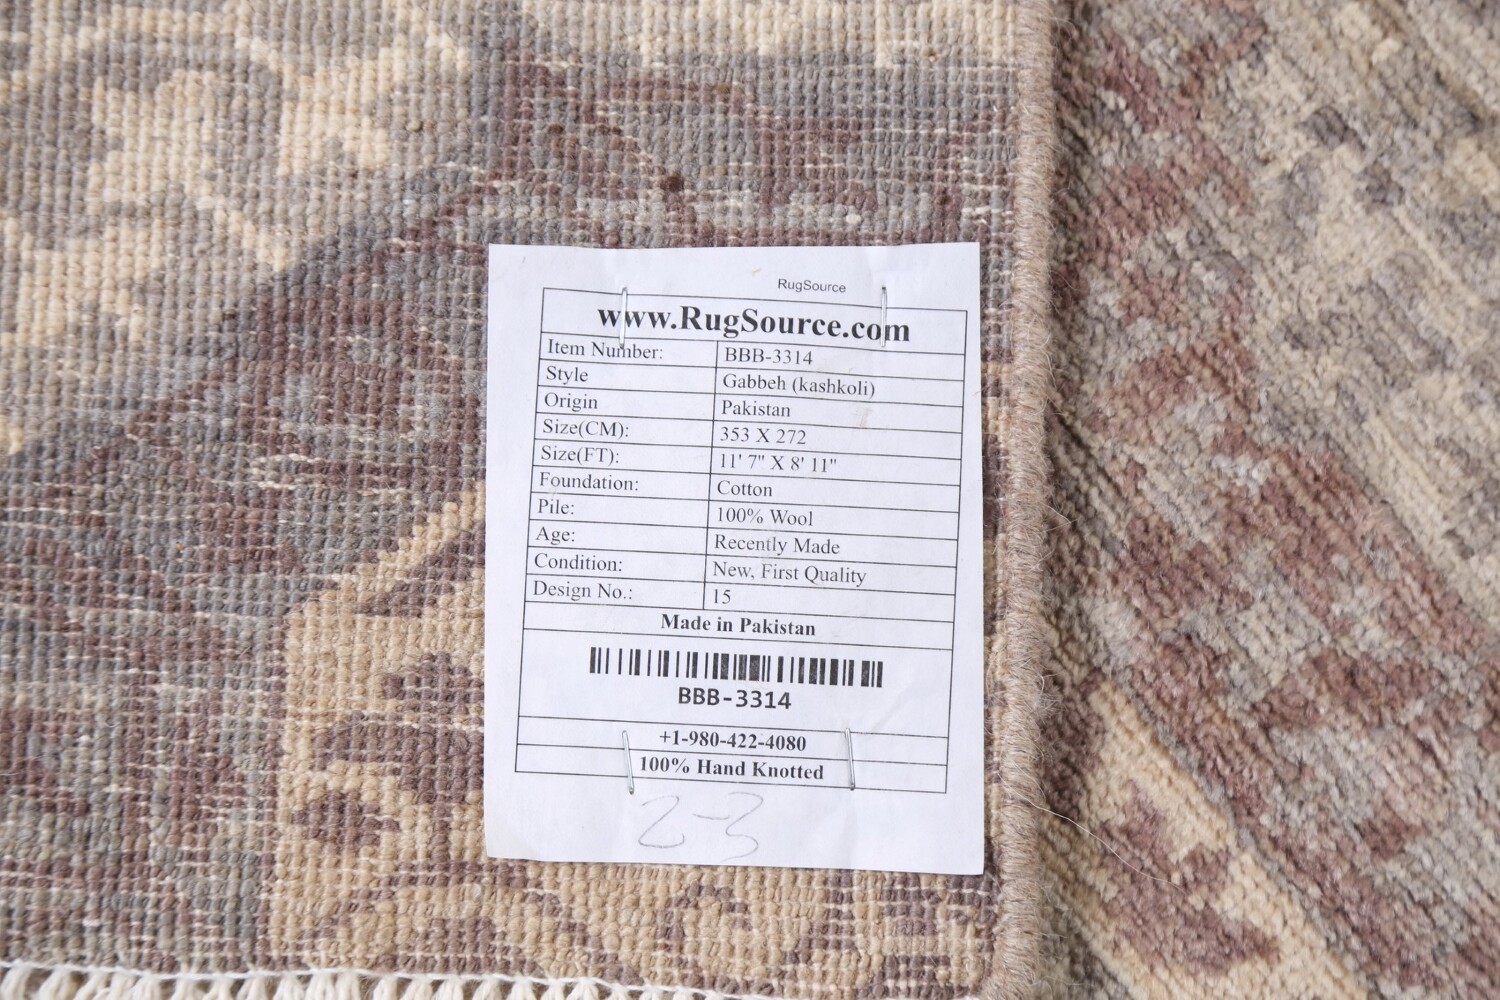 RugSource
www.RugSource.com
Item Number: BBB-3314
Style Gabbeh (kashkoli)
Origin Pakistan
Size(CM): 353 X 272
Size(FT): 11' 7" X 8' 11"
Foundation: Cotton
Pile: 100% Wool
Age: Recently Made
Condition: New, First Quality
Design No.: 15
Made in Pakistan
BBB-3314
+1-980-422-4080
100% Hand Knotted
2-3